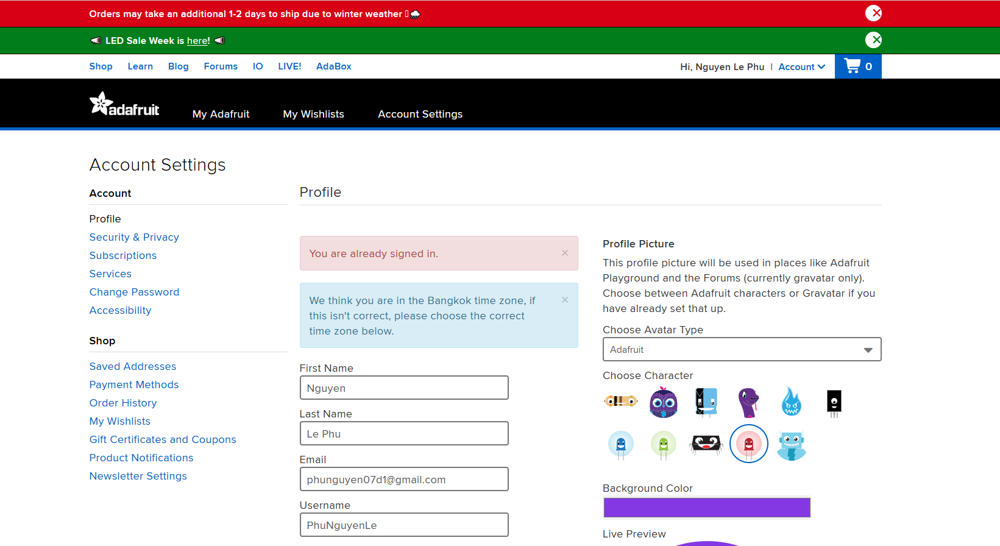 Orders may take an additional 1-2 days to ship due to winter weather
LED Sale Week is here!
Shop Learn Blog Forums IO LIVE! AdaBox
Hi, Nguyen Le Phu | Account 0
adafruit My Adafruit My Wishlists Account Settings
Account Settings
Account
Profile
Security & Privacy
Subscriptions
Services
Change Password
Accessibility
Shop
Saved Addresses
Payment Methods
Order History
My Wishlists
Gift Certificates and Coupons
Product Notifications
Newsletter Settings
Profile
You are already signed in. ×
We think you are in the Bangkok time zone, if ×
this isn't correct, please choose the correct
time zone below.
First Name
Nguyen
Last Name
Le Phu
Email
phunguyen07d1@gmail.com
Username
PhuNguyenLe
Profile Picture
This profile picture will be used in places like Adafruit
Playground and the Forums (currently gravatar only).
Choose between Adafruit characters or Gravatar if you
have already set that up.
Choose Avatar Type
Adafruit
Choose Character
Background Color
Live Preview